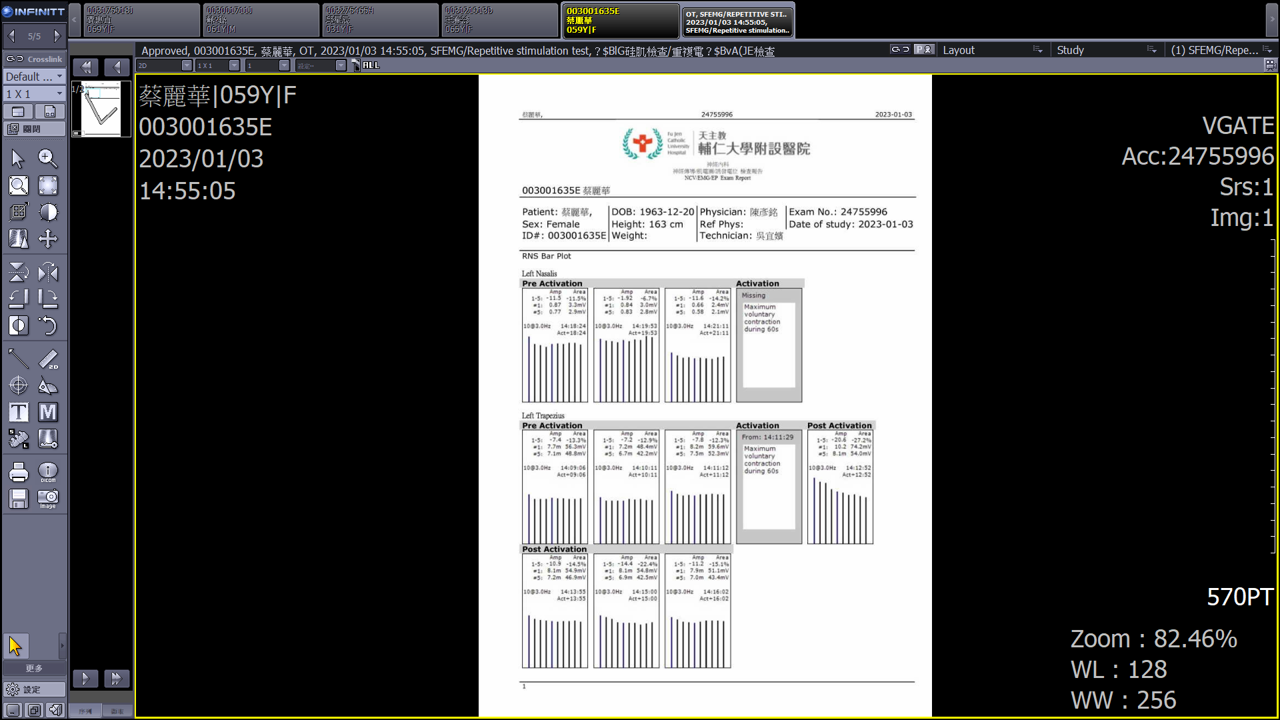 INFINITT
5/5
Crosslink
Default ...
1 X 1
061Y|M
003001635E
蔡麗華
059Y|F
OT, SFEMG/REPETITIVE STI..
2023/01/03 14:55:05,
SFEMG/Repetitive stimulation..
Approved, 003001635E, 蔡麗華, OT, 2023/01/03 14:55:05, SFEMG/Repetitive stimulation test, ?$BlG硅肌檢查/重複電?$BvA(JE檢查
Layout
Study
(1) SFEMG/Repe...
2D
1 X 1
1
ALL
蔡麗華|059Y|F
003001635E
2023/01/03
14:55:05
VGATE
Acc:24755996
Srs:1
Img:1
蔡麗華,
24755996
2023-01-03
Fu Jen
Catholic
University
Hospital
天主教
輔仁大學附設醫院
神經內科
NCV/EMG/EP Exam Report
003001635E 蔡麗華
Patient: 蔡麗華, DOB: 1963-12-20 Physician: 陳彥銘 Exam No.: 24755996
Sex: Female Height: 163 cm Ref Phys: Date of study: 2023-01-03
ID#: 003001635E Weight: Technician: 吳宜嬪
RNS Bar Plot
Left Nasalis
Pre Activation
Activation
Amp Area
1-5: -11.5 -11.5%
#1: 0.87 3.3mV
#5: 0.77 2.9mV
10@3.0Hz 14:18:24
Act+18:24
Amp Area
1-5: -1.92 -6.7%
#1: 0.84 3.0mV
#5: 0.83 2.8mV
10@3.0Hz 14:19:53
Act+19:53
Amp Area
1-5: -11.6 -14.2%
#1: 0.66 2.4mV
#5: 0.58 2.1mV
10@3.0Hz 14:21:11
Act+21:11
Missing
Maximum
voluntary
contraction
during 60s
Left Trapezius
Pre Activation
Activation
Post Activation
Amp Area
1-5: -7.4 -13.3%
#1: 7.7m 56.3mV
#5: 7.1m 48.8mV
10@3.0Hz 14:09:06
Act+09:06
Amp Area
1-5: -7.2 -12.9%
#1: 7.2m 48.4mV
#5: 6.7m 42.2mV
10@3.0Hz 14:10:11
Act+10:11
Amp Area
1-5: -7.8 -12.3%
#1: 8.2m 59.6mV
#5: 7.5m 52.3mV
10@3.0Hz 14:11:12
Act+11:12
From: 14:11:29
Maximum
voluntary
contraction
during 60s
Amp Area
1-5: -20.6 -27.2%
#1: 10.2 74.2mV
#5: 8.1m 54.0mV
10@3.0Hz 14:12:52
Act+12:52
Post Activation
Amp Area
1-5: -10.9 -14.5%
#1: 8.1m 54.9mV
#5: 7.2m 46.9mV
10@3.0Hz 14:13:55
Act+13:55
Amp Area
1-5: -14.4 -22.4%
#1: 8.1m 54.8mV
#5: 6.9m 42.5mV
10@3.0Hz 14:15:00
Act+15:00
Amp Area
1-5: -11.2 -15.1%
#1: 7.9m 51.1mV
#5: 7.0m 43.4mV
10@3.0Hz 14:16:02
Act+16:02
1
570PT
Zoom : 82.46%
WL : 128
WW : 256
更多
設定